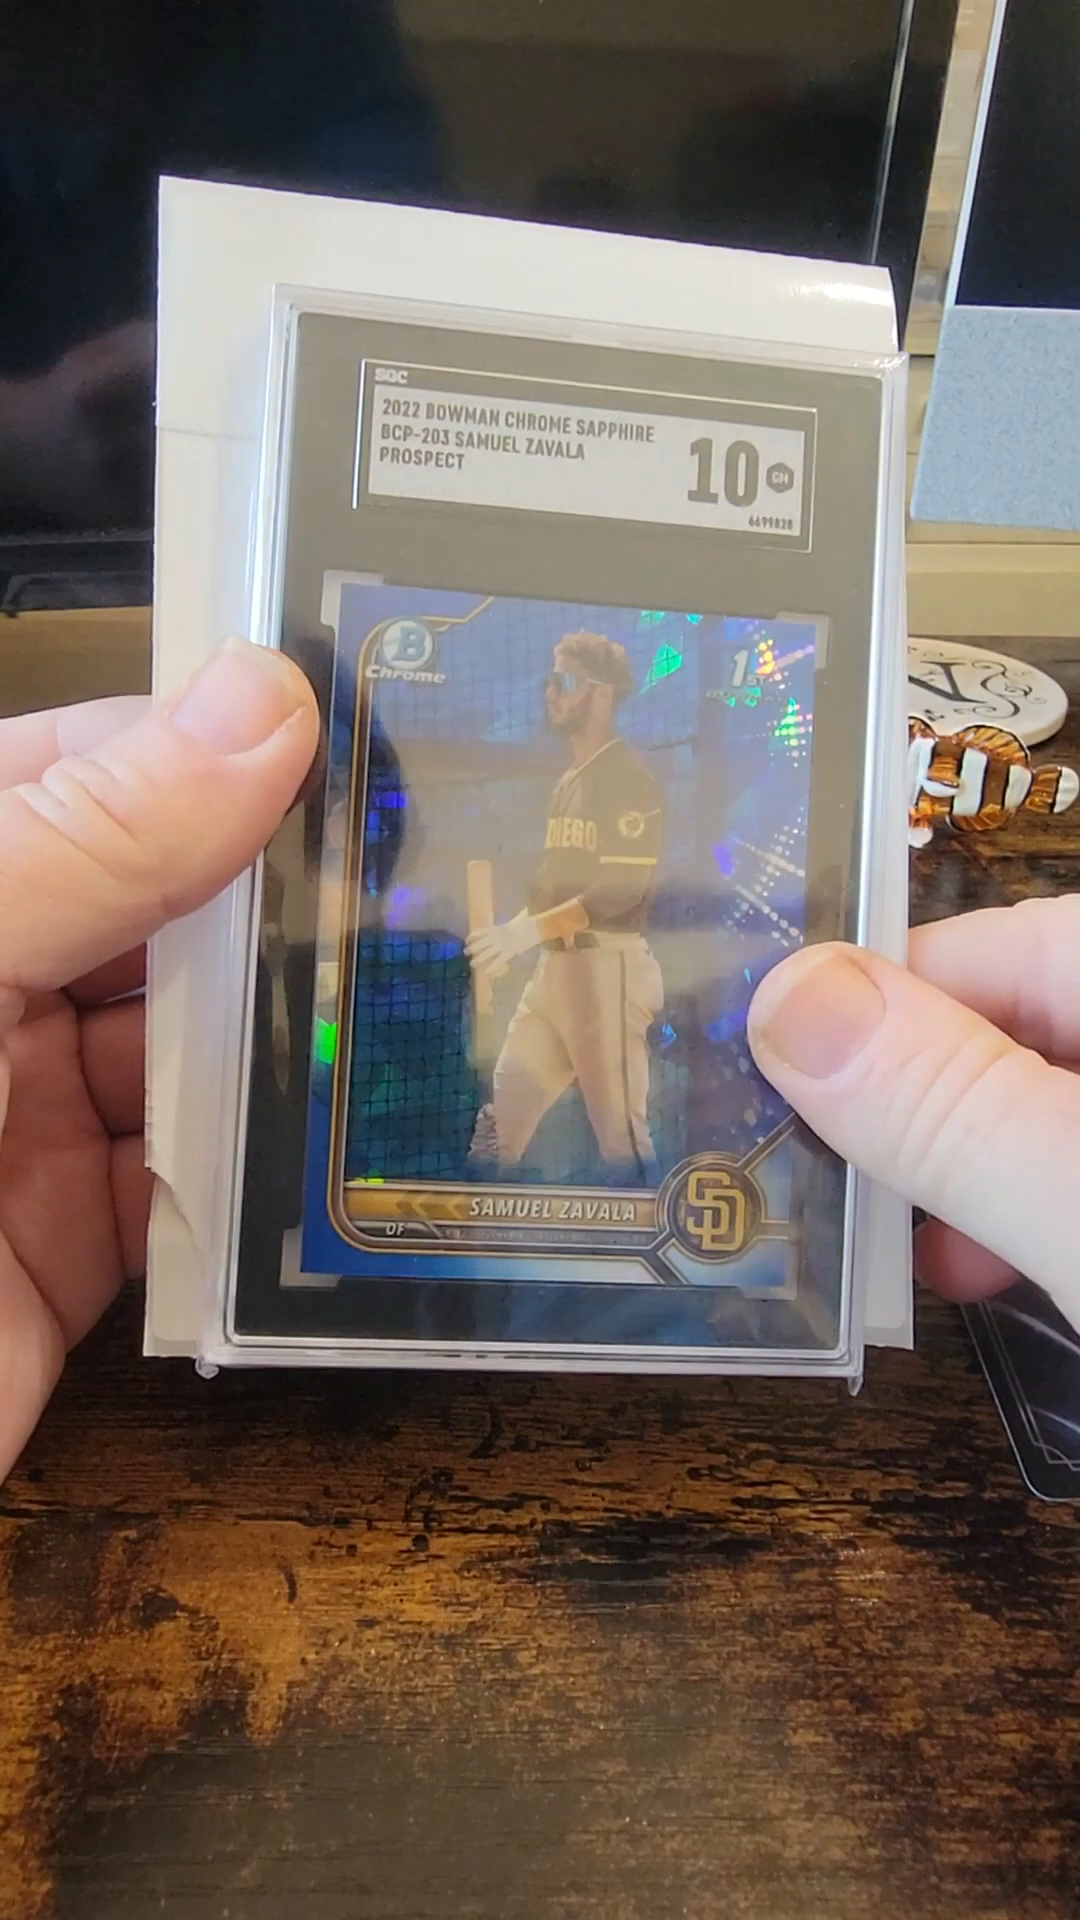 SGC
2022 BOWMAN CHROME SAPPHIRE
BCP-203 SAMUEL ZAVALA
PROSPECT
10 GM
6699828
B
Chrome
1ST
BOWMAN
DIEGO
SAMUEL ZAVALA
OF
SD